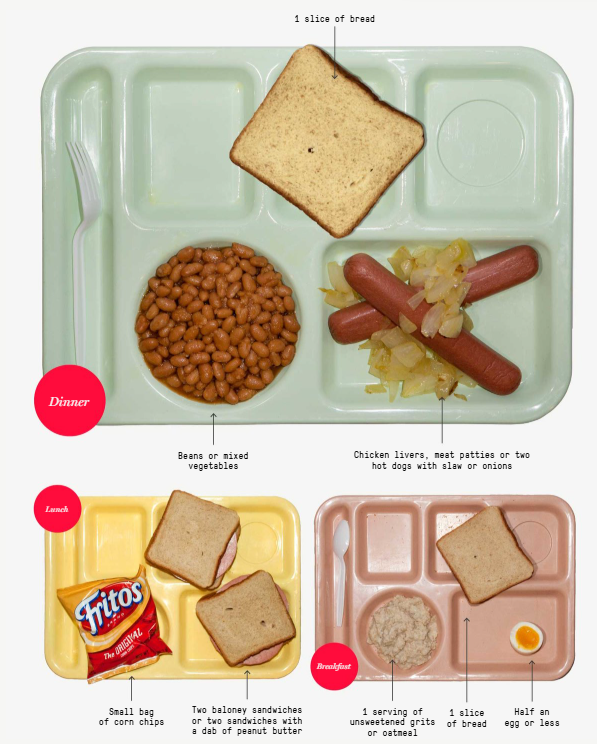 1 slice of bread
Dinner
Beans or mixed
vegetables
Chicken livers, meat patties or two
hot dogs with slaw or onions
Lunch
Fritos
The ORIGINAL
Small bag
of corn chips
Two baloney sandwiches
or two sandwiches with
a dab of peanut butter
Breakfast
1 serving of
unsweetened grits
or oatmeal
1 slice
of bread
Half an
egg or less